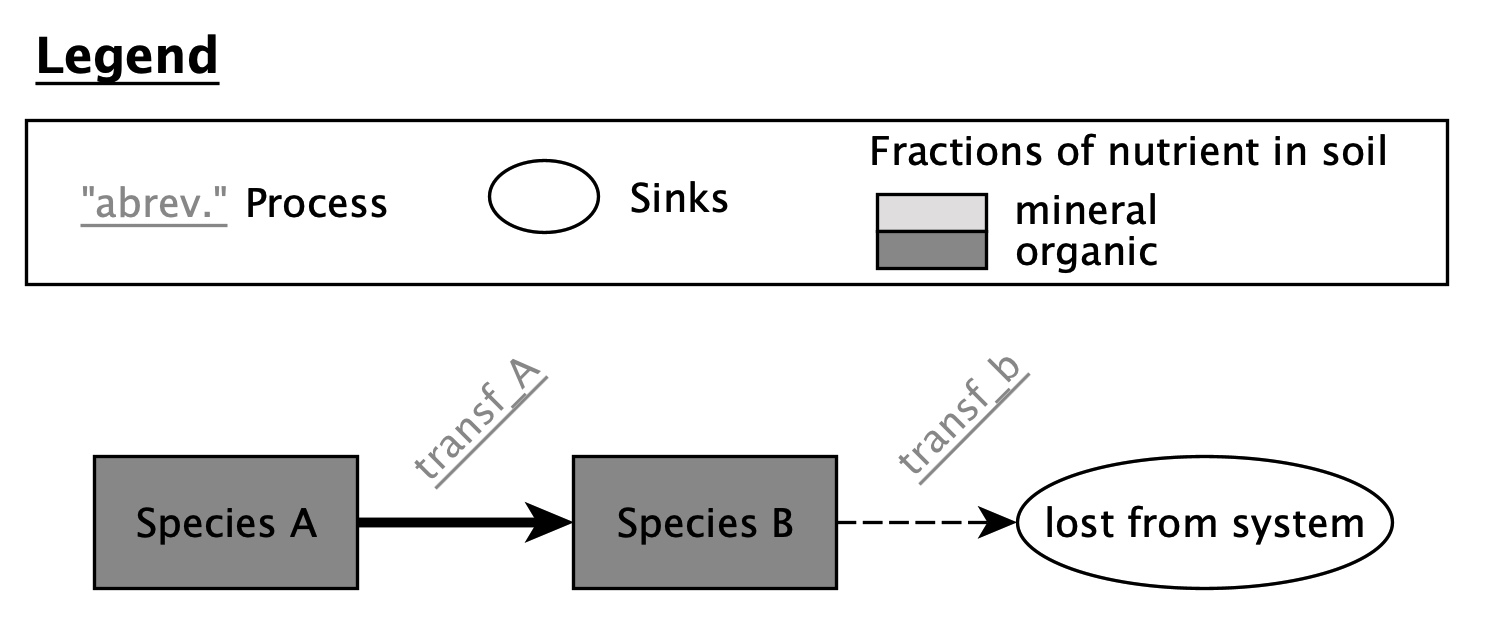 Legend
"abrev." Process
Sinks
Fractions of nutrient in soil
mineral
organic
transf_A
transf_b
Species A
Species B
lost from system